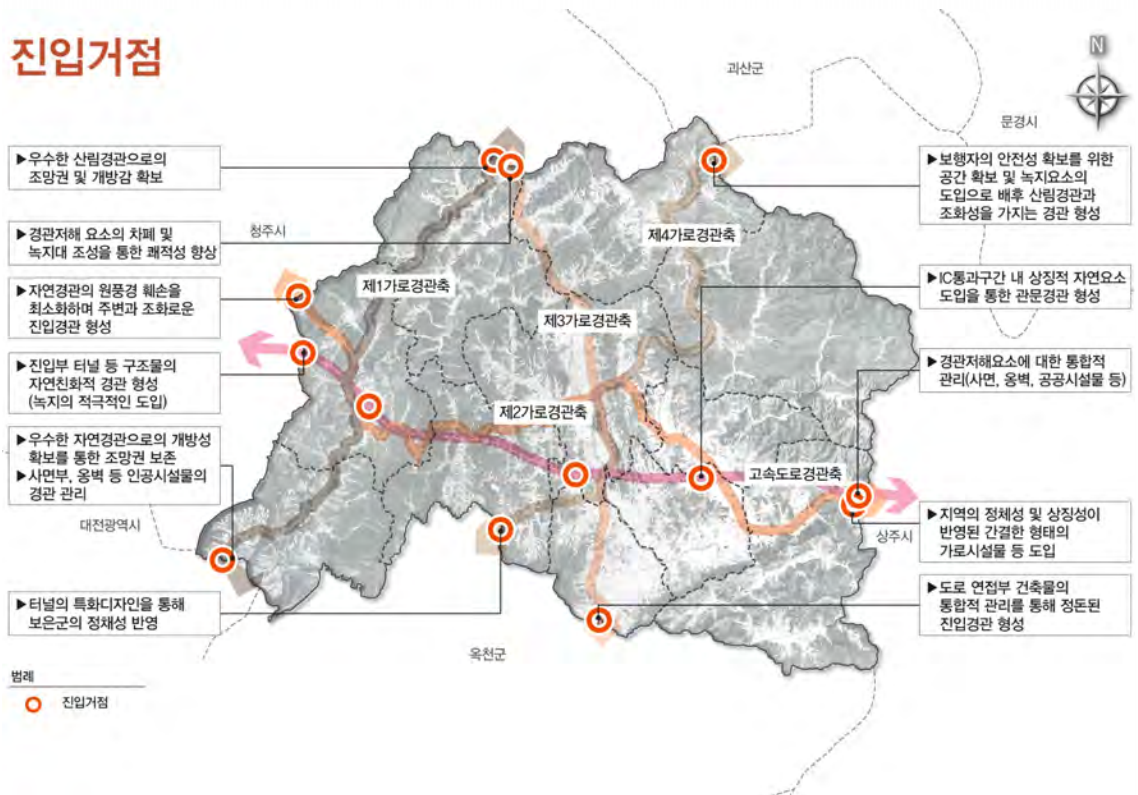 진입거점
N
괴산군
문경시
▶우수한 산림경관으로의
조망권 및 개방감 확보
▶경관저해 요소의 차폐 및
녹지대 조성을 통한 쾌적성 향상
청주시
▶자연경관의 원풍경 훼손을
최소화하며 주변과 조화로운
진입경관 형성
▶진입부 터널 등 구조물의
자연친화적 경관 형성
(녹지의 적극적인 도입)
▶우수한 자연경관으로의 개방성
확보를 통한 조망권 보존
▶사면부, 옹벽 등 인공시설물의
경관 관리
대전광역시
▶터널의 특화디자인을 통해
보은군의 정채성 반영
제1가로경관축
제4가로경관축
제3가로경관축
제2가로경관축
고속도로경관축
▶보행자의 안전성 확보를 위한
공간 확보 및 녹지요소의
도입으로 배후 산림경관과
조화성을 가지는 경관 형성
▶IC통과구간 내 상징적 자연요소
도입을 통한 관문경관 형성
▶경관저해요소에 대한 통합적
관리(사면, 옹벽, 공공시설물 등)
상주시
▶지역의 정체성 및 상징성이
반영된 간결한 형태의
가로시설물 등 도입
▶도로 연접부 건축물의
통합적 관리를 통해 정돈된
진입경관 형성
옥천군
범례
진입거점